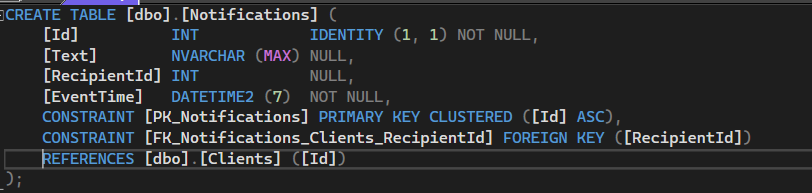 CREATE TABLE [dbo].[Notifications] (
[Id] INT IDENTITY (1, 1) NOT NULL,
[Text] NVARCHAR (MAX) NULL,
[RecipientId] INT NULL,
[EventTime] DATETIME2 (7) NOT NULL,
CONSTRAINT [PK_Notifications] PRIMARY KEY CLUSTERED ([Id] ASC),
CONSTRAINT [FK_Notifications_Clients_RecipientId] FOREIGN KEY ([RecipientId])
REFERENCES [dbo].[Clients] ([Id])
);